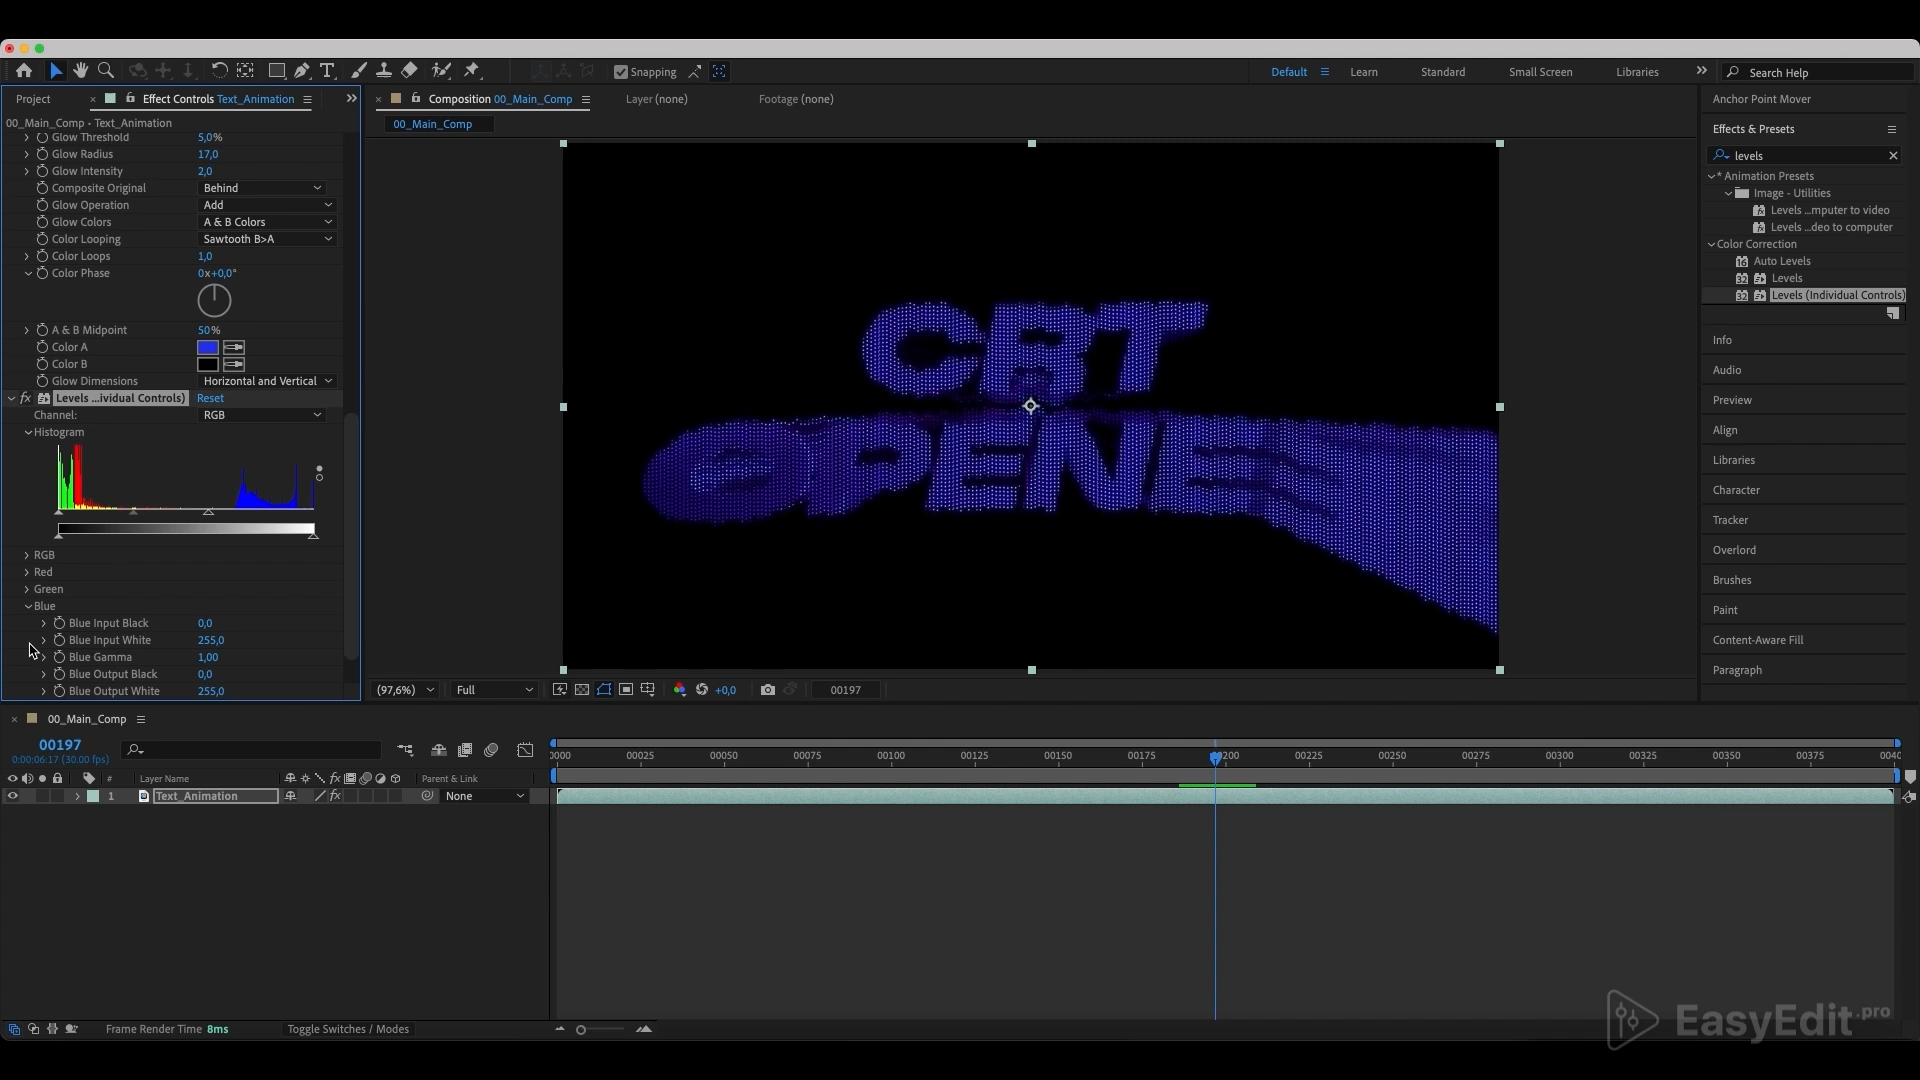 Snapping
Default
Learn
Standard
Small Screen
Libraries
Search Help
Project
Effect Controls Text_Animation
Composition 00_Main_Comp
Layer (none)
Footage (none)
00_Main_Comp
00_Main_Comp • Text_Animation
Glow Threshold 5,0%
Glow Radius 17,0
Glow Intensity 2,0
Composite Original Behind
Glow Operation Add
Glow Colors A & B Colors
Color Looping Sawtooth B>A
Color Loops 1,0
Color Phase 0x+0,0°
A & B Midpoint 50%
Color A
Color B
Glow Dimensions Horizontal and Vertical
fx Levels ...ividual Controls) Reset
Channel: RGB
Histogram
RGB
Red
Green
Blue
Blue Input Black 0,0
Blue Input White 255,0
Blue Gamma 1,00
Blue Output Black 0,0
Blue Output White 255,0
CRT
OPENE
(97,6%)
Full
+0,0
00197
Anchor Point Mover
Effects & Presets
levels
* Animation Presets
Image - Utilities
Levels ...mputer to video
Levels ...deo to computer
Color Correction
16 Auto Levels
32 Levels
32 Levels (Individual Controls)
Info
Audio
Preview
Align
Libraries
Character
Tracker
Overlord
Brushes
Paint
Content-Aware Fill
Paragraph
00_Main_Comp
00197
0:00:06:17 (30.00 fps)
# Layer Name
fx
Parent & Link
1 Text_Animation
fx
None
0000 00025 00050 00075 00100 00125 00150 00175 00200 00225 00250 00275 00300 00325 00350 00375 0040
Frame Render Time 8ms
Toggle Switches / Modes
EasyEdit.pro